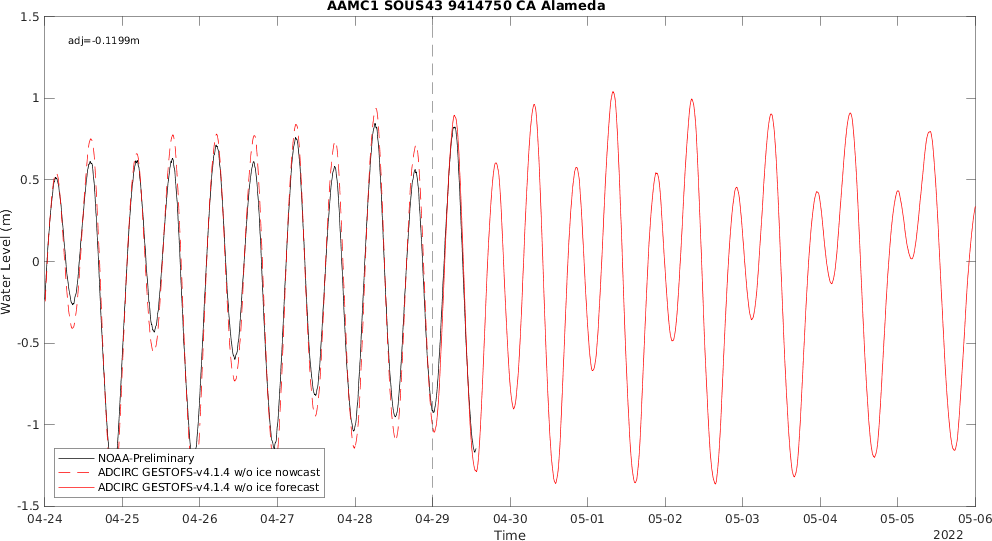 AAMC1 SOUS43 9414750 CA Alameda
adj=-0.1199m
1.5
1
0.5
0
-0.5
-1
-1.5
Water Level (m)
NOAA-Preliminary
ADCIRC GESTOFS-v4.1.4 w/o ice nowcast
ADCIRC GESTOFS-v4.1.4 w/o ice forecast
04-24 04-25 04-26 04-27 04-28 04-29 04-30 05-01 05-02 05-03 05-04 05-05 05-06
Time
2022